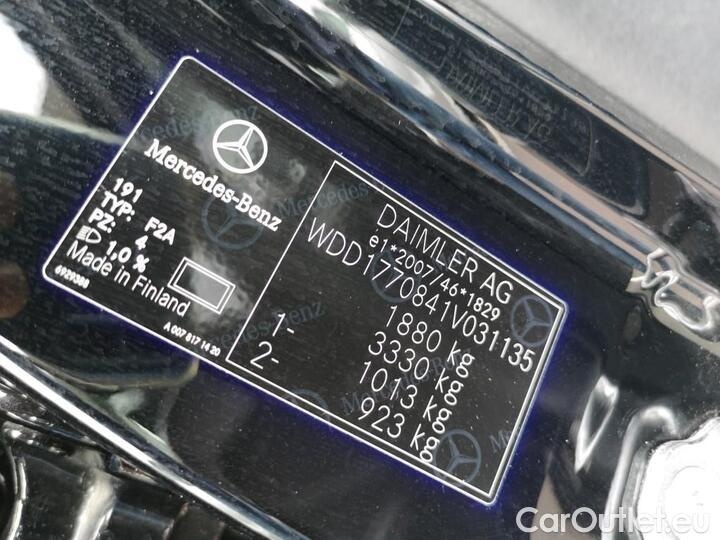 Mercedes-Benz
191
TYP: F2A
PZ: 4
1,0 %
Made in Finland
6929388
A 007 817 14 20
DAIMLER AG
e1*2007/46*1829
WDD1770841V031135
1880 kg
3330 kg
1- 1013 kg
2- 923 kg
CarOutlet.eu